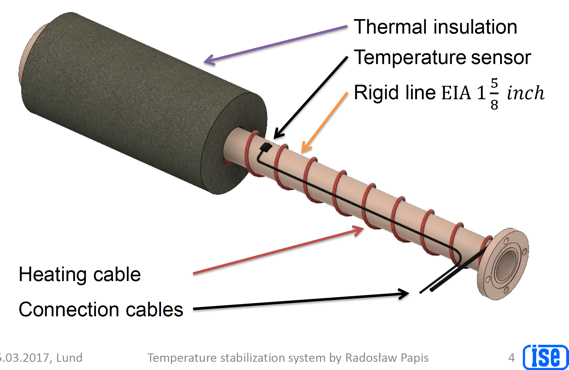 Thermal insulation
Temperature sensor
Rigid line EIA 1 5/8 inch
Heating cable
Connection cables
5.03.2017, Lund
Temperature stabilization system by Radosław Papis
4
ise